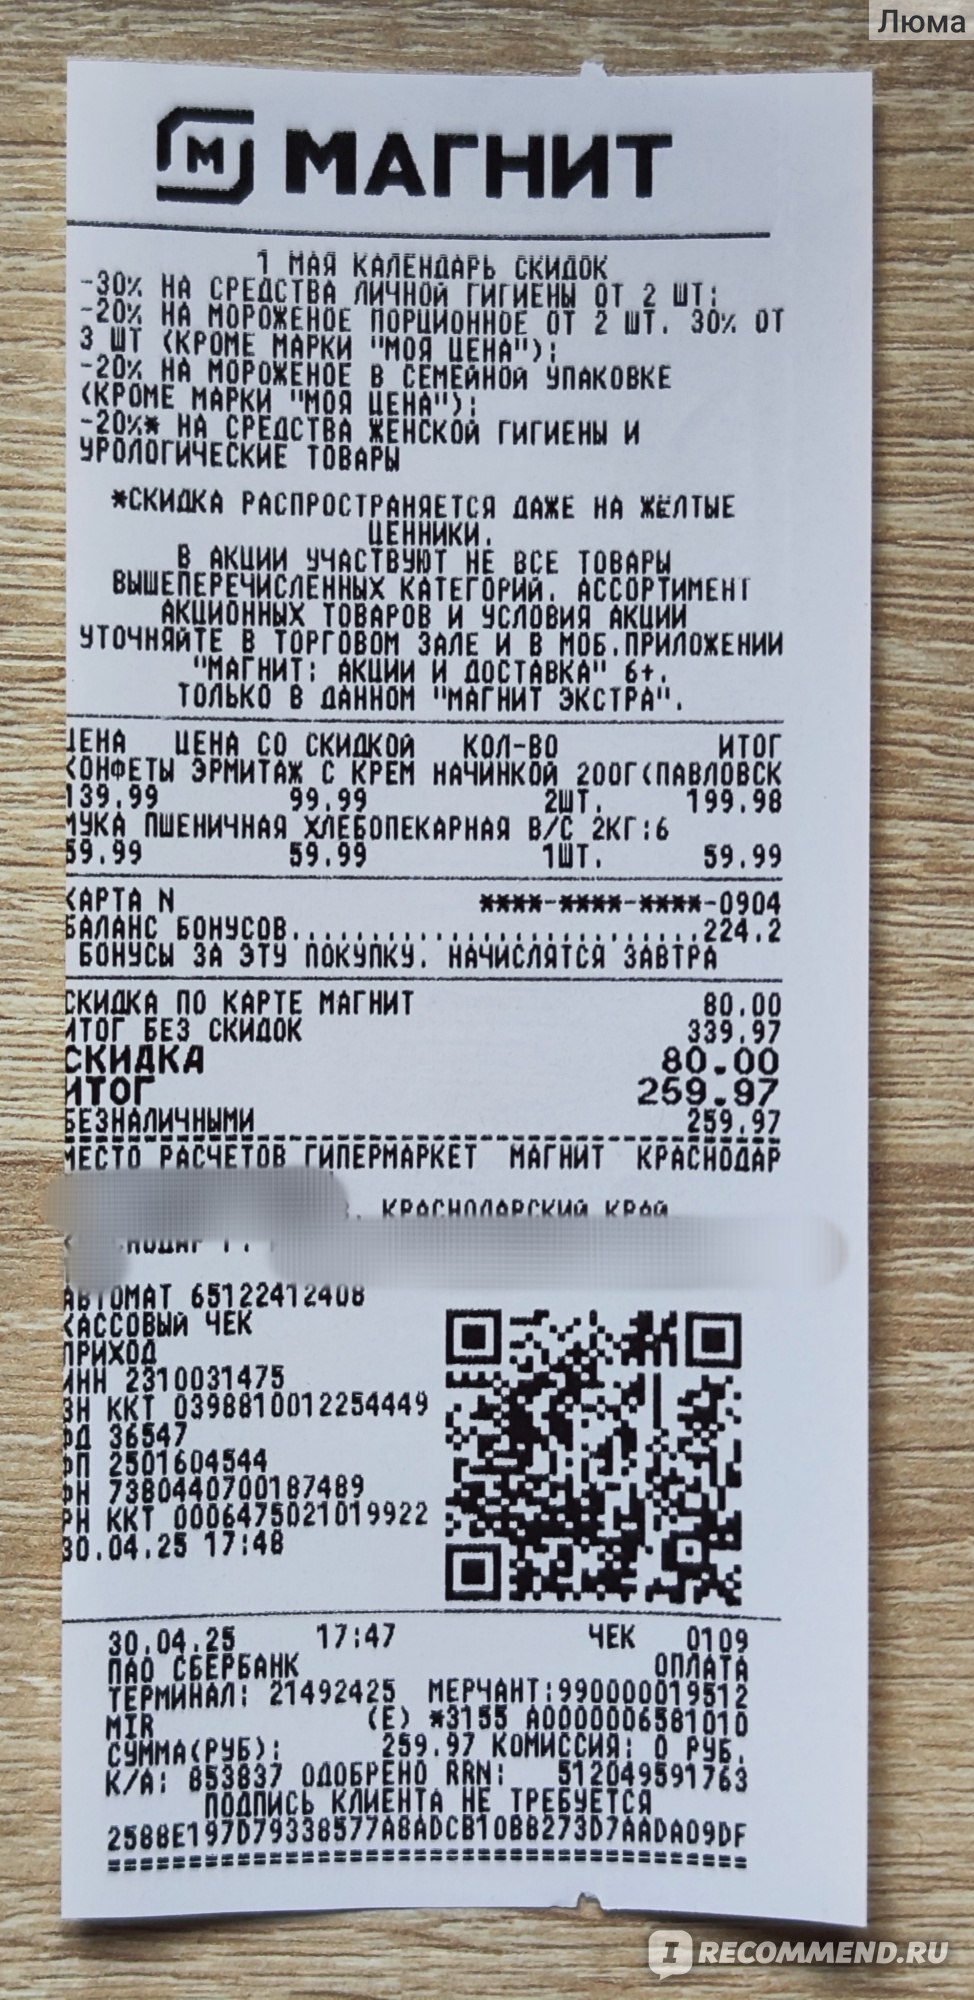 Люма
М МАГНИТ
1 МАЯ КАЛЕНДАРЬ СКИДОК
-30% НА СРЕДСТВА ЛИЧНОЙ ГИГИЕНЫ ОТ 2 ШТ;
-20% НА МОРОЖЕНОЕ ПОРЦИОННОЕ ОТ 2 ШТ. 30% ОТ
3 ШТ (КРОМЕ МАРКИ "МОЯ ЦЕНА");
-20% НА МОРОЖЕНОЕ В СЕМЕЙНОЙ УПАКОВКЕ
(КРОМЕ МАРКИ "МОЯ ЦЕНА");
-20%* НА СРЕДСТВА ЖЕНСКОЙ ГИГИЕНЫ И
УРОЛОГИЧЕСКИЕ ТОВАРЫ
*СКИДКА РАСПРОСТРАНЯЕТСЯ ДАЖЕ НА ЖЁЛТЫЕ
ЦЕННИКИ.
В АКЦИИ УЧАСТВУЮТ НЕ ВСЕ ТОВАРЫ
ВЫШЕПЕРЕЧИСЛЕННЫХ КАТЕГОРИЙ. АССОРТИМЕНТ
АКЦИОННЫХ ТОВАРОВ И УСЛОВИЯ АКЦИИ
УТОЧНЯЙТЕ В ТОРГОВОМ ЗАЛЕ И В МОБ.ПРИЛОЖЕНИИ
"МАГНИТ: АКЦИИ И ДОСТАВКА" 6+.
ТОЛЬКО В ДАННОМ "МАГНИТ ЭКСТРА".
ЦЕНА ЦЕНА СО СКИДКОЙ КОЛ-ВО ИТОГ
КОНФЕТЫ ЭРМИТАЖ С КРЕМ НАЧИНКОЙ 200Г(ПАВЛОВСК
139.99 99.99 2ШТ. 199.98
МУКА ПШЕНИЧНАЯ ХЛЕБОПЕКАРНАЯ В/С 2КГ:6
59.99 59.99 1ШТ. 59.99
КАРТА N ****-****-****-0904
БАЛАНС БОНУСОВ..........................224.2
БОНУСЫ ЗА ЭТУ ПОКУПКУ. НАЧИСЛЯТСЯ ЗАВТРА
СКИДКА ПО КАРТЕ МАГНИТ 80.00
ИТОГ БЕЗ СКИДОК 339.97
СКИДКА 80.00
ИТОГ 259.97
БЕЗНАЛИЧНЫМИ 259.97
МЕСТО РАСЧЕТОВ ГИПЕРМАРКЕТ МАГНИТ КРАСНОДАР
КРАСНОДАРСКИЙ КРАЙ
АВТОМАТ 65122412408
КАССОВЫЙ ЧЕК
ПРИХОД
ИНН 2310031475
ЗН ККТ 0398810012254449
ФД 36547
ФП 2501604544
ФН 7380440700187489
РН ККТ 0006475021019922
30.04.25 17:48
30.04.25 17:47 ЧЕК 0109
ПАО СБЕРБАНК ОПЛАТА
ТЕРМИНАЛ: 21492425 МЕРЧАНТ:990000019512
MIR (E) *3155 A0000006581010
СУММА(РУБ): 259.97 КОМИССИЯ: 0 РУБ.
К/А: 853837 ОДОБРЕНО RRN: 512049591763
ПОДПИСЬ КЛИЕНТА НЕ ТРЕБУЕТСЯ
2588E197D79338577A8ADCB10BB273D7AADA09DF
========================================
IRECOMMEND.RU